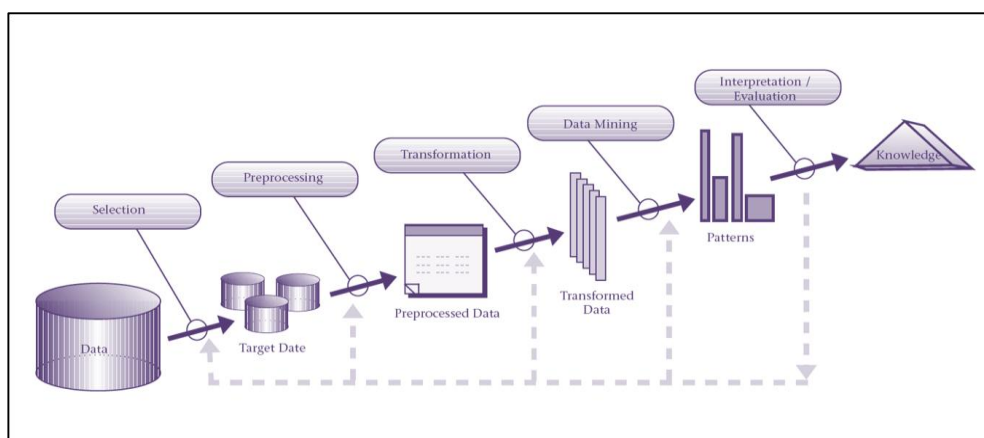 Interpretation /
Evaluation
Data Mining
Transformation
Preprocessing
Selection
Knowledge
Patterns
Transformed
Data
Preprocessed Data
Target Date
Data